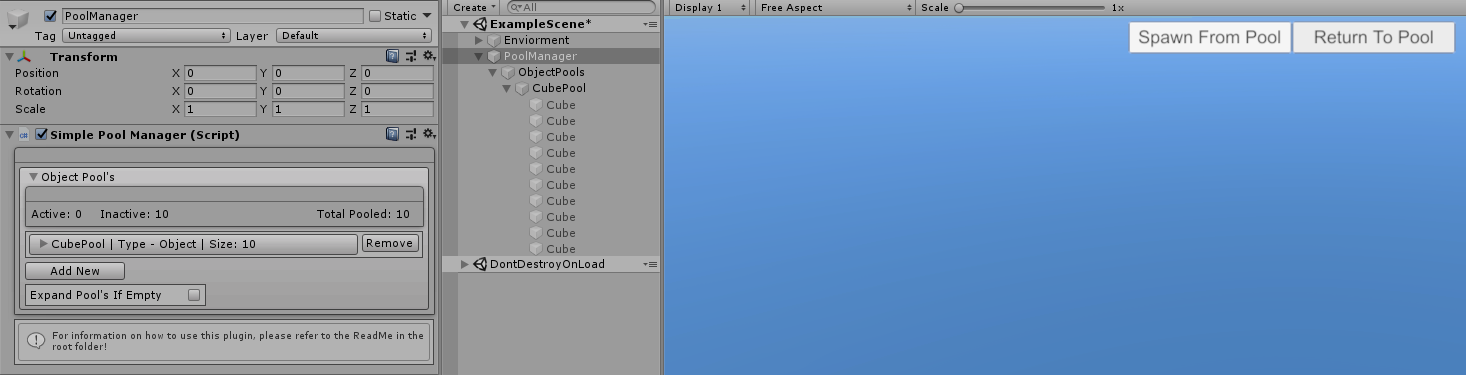 PoolManager Static
Tag Untagged Layer Default
Transform
Position X 0 Y 0 Z 0
Rotation X 0 Y 0 Z 0
Scale X 1 Y 1 Z 1
Simple Pool Manager (Script)
Object Pool's
Active: 0 Inactive: 10 Total Pooled: 10
CubePool | Type - Object | Size: 10 Remove
Add New
Expand Pool's If Empty
For information on how to use this plugin, please refer to the ReadMe in the
root folder!
Create All
ExampleScene*
Enviorment
PoolManager
ObjectPools
CubePool
Cube
Cube
Cube
Cube
Cube
Cube
Cube
Cube
Cube
Cube
DontDestroyOnLoad
Display 1 Free Aspect Scale 1x
Spawn From Pool Return To Pool